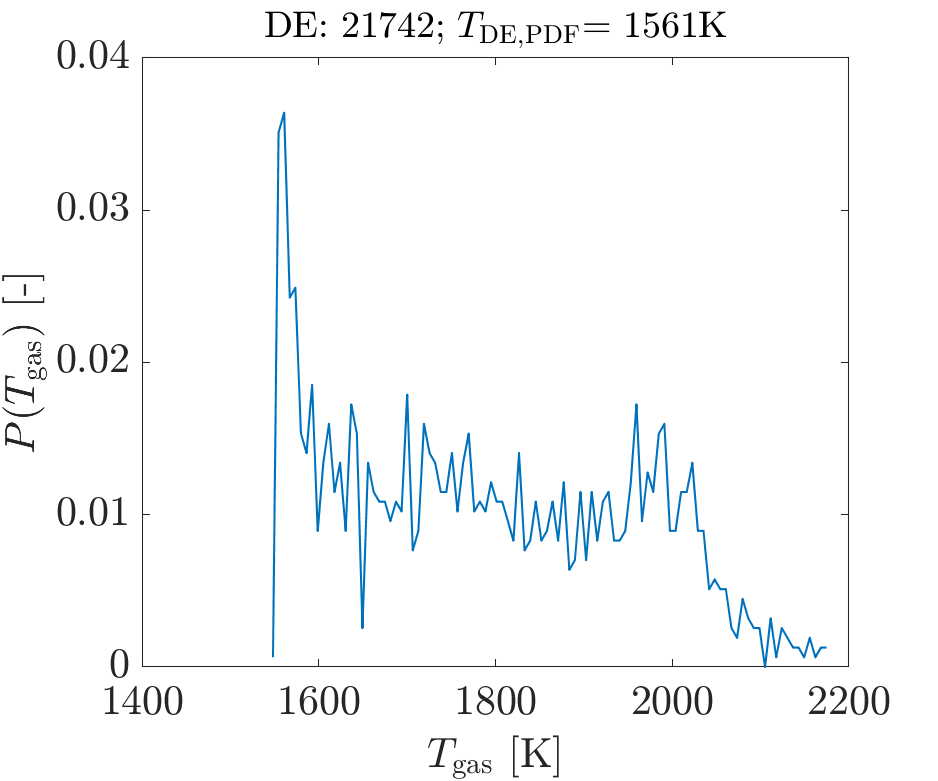 DE: 21742; T_DE,PDF= 1561K
0.04
0.03
0.02
0.01
0
P(T_gas) [-]
1400 1600 1800 2000 2200
T_gas [K]